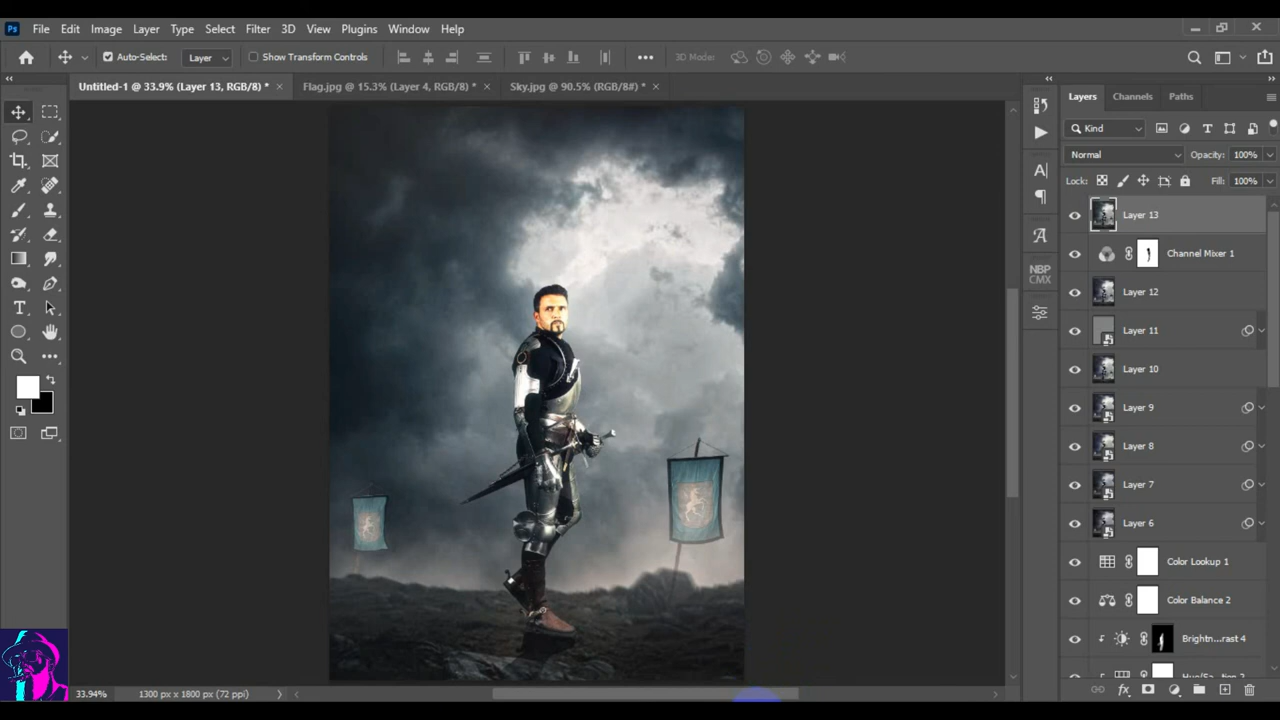 Ps File Edit Image Layer Type Select Filter 3D View Plugins Window Help
Auto-Select: Layer Show Transform Controls 3D Mode:
Untitled-1 @ 33.9% (Layer 13, RGB/8) * Flag.jpg @ 15.3% (Layer 4, RGB/8) * Sky.jpg @ 90.5% (RGB/8#) *
Layers Channels Paths
Kind
Normal Opacity: 100%
Lock: Fill: 100%
Layer 13
Channel Mixer 1
Layer 12
NBP
CMX
Layer 11
Layer 10
Layer 9
Layer 8
Layer 7
Layer 6
Color Lookup 1
Color Balance 2
Brightn...rast 4
33.94% 1300 px x 1800 px (72 ppi)